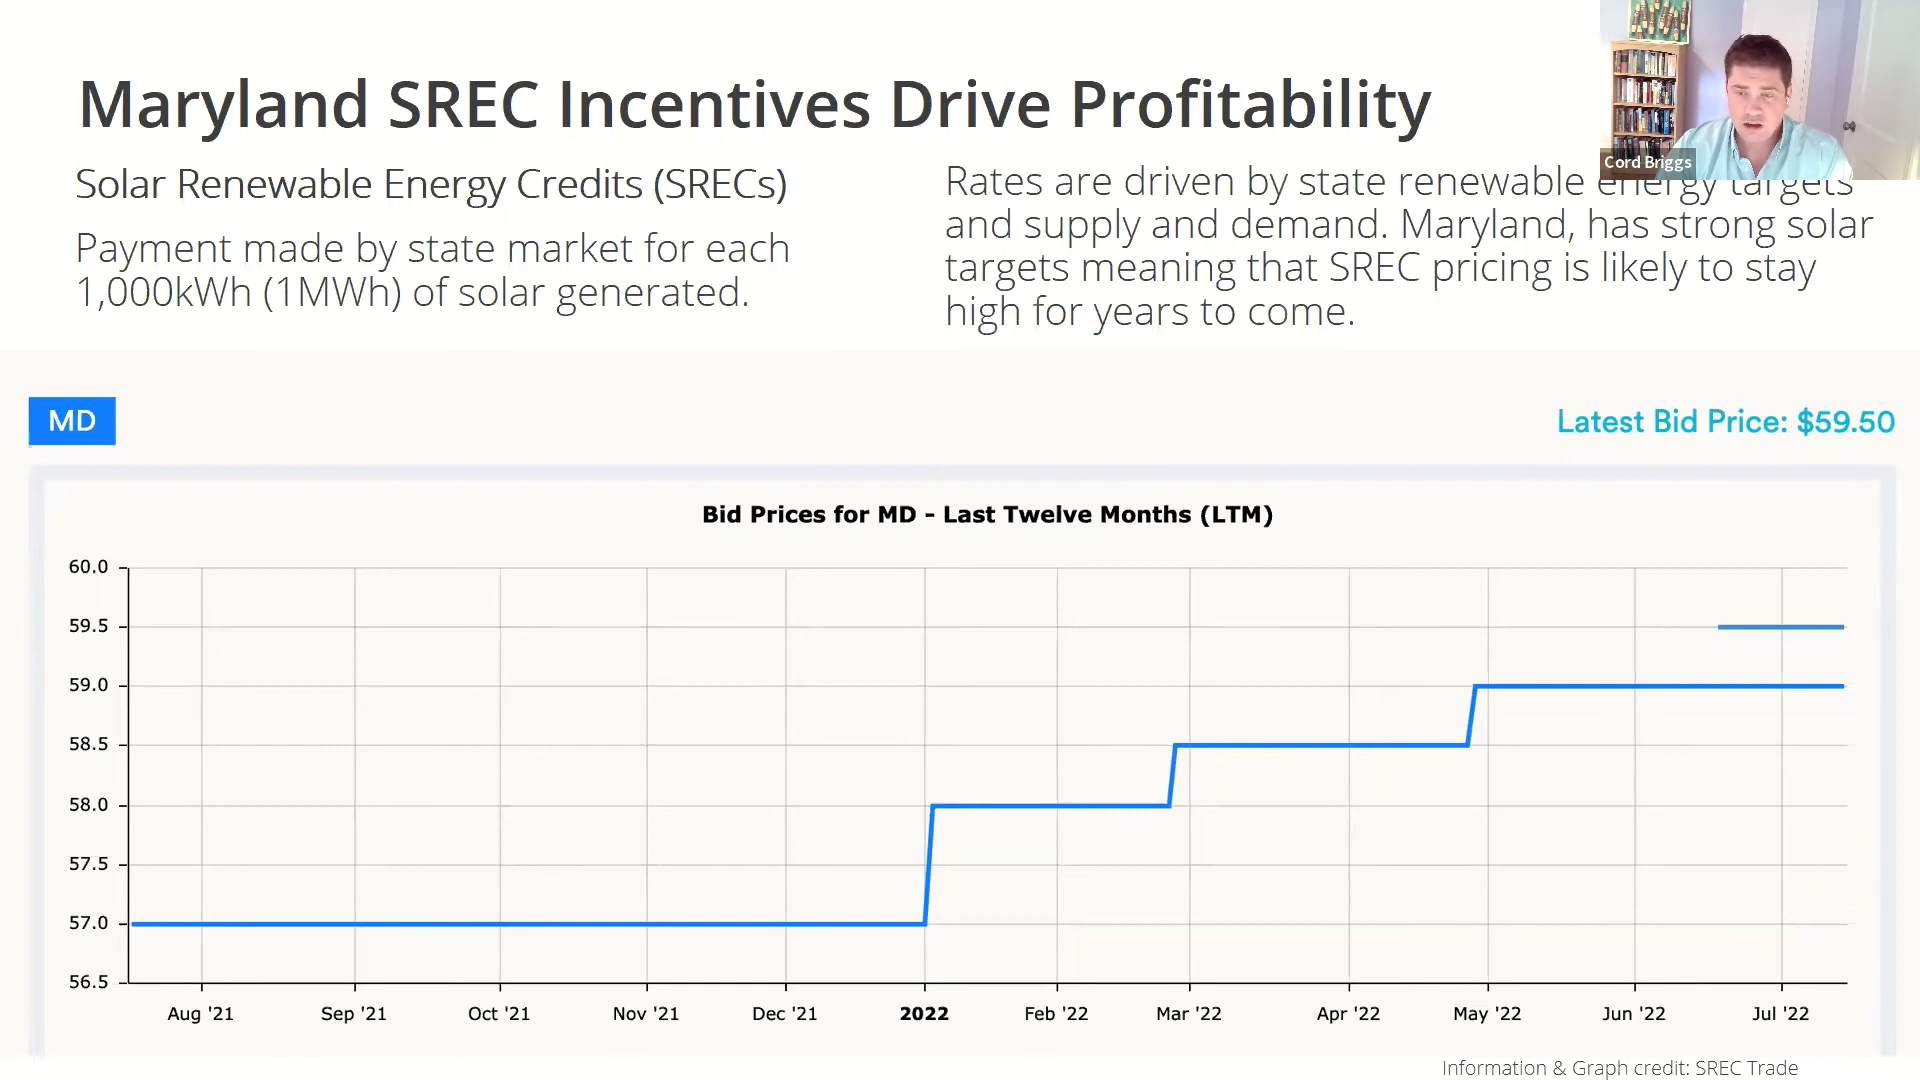 Maryland SREC Incentives Drive Profitability
Solar Renewable Energy Credits (SRECs)
Payment made by state market for each
1,000kWh (1MWh) of solar generated.
Cord Briggs
Rates are driven by state renewable energy targets
and supply and demand. Maryland, has strong solar
targets meaning that SREC pricing is likely to stay
high for years to come.
MD
Latest Bid Price: $59.50
Bid Prices for MD - Last Twelve Months (LTM)
60.0
59.5
59.0
58.5
58.0
57.5
57.0
56.5
Aug '21 Sep '21 Oct '21 Nov '21 Dec '21 2022 Feb '22 Mar '22 Apr '22 May '22 Jun '22 Jul '22
Information & Graph credit: SREC Trade